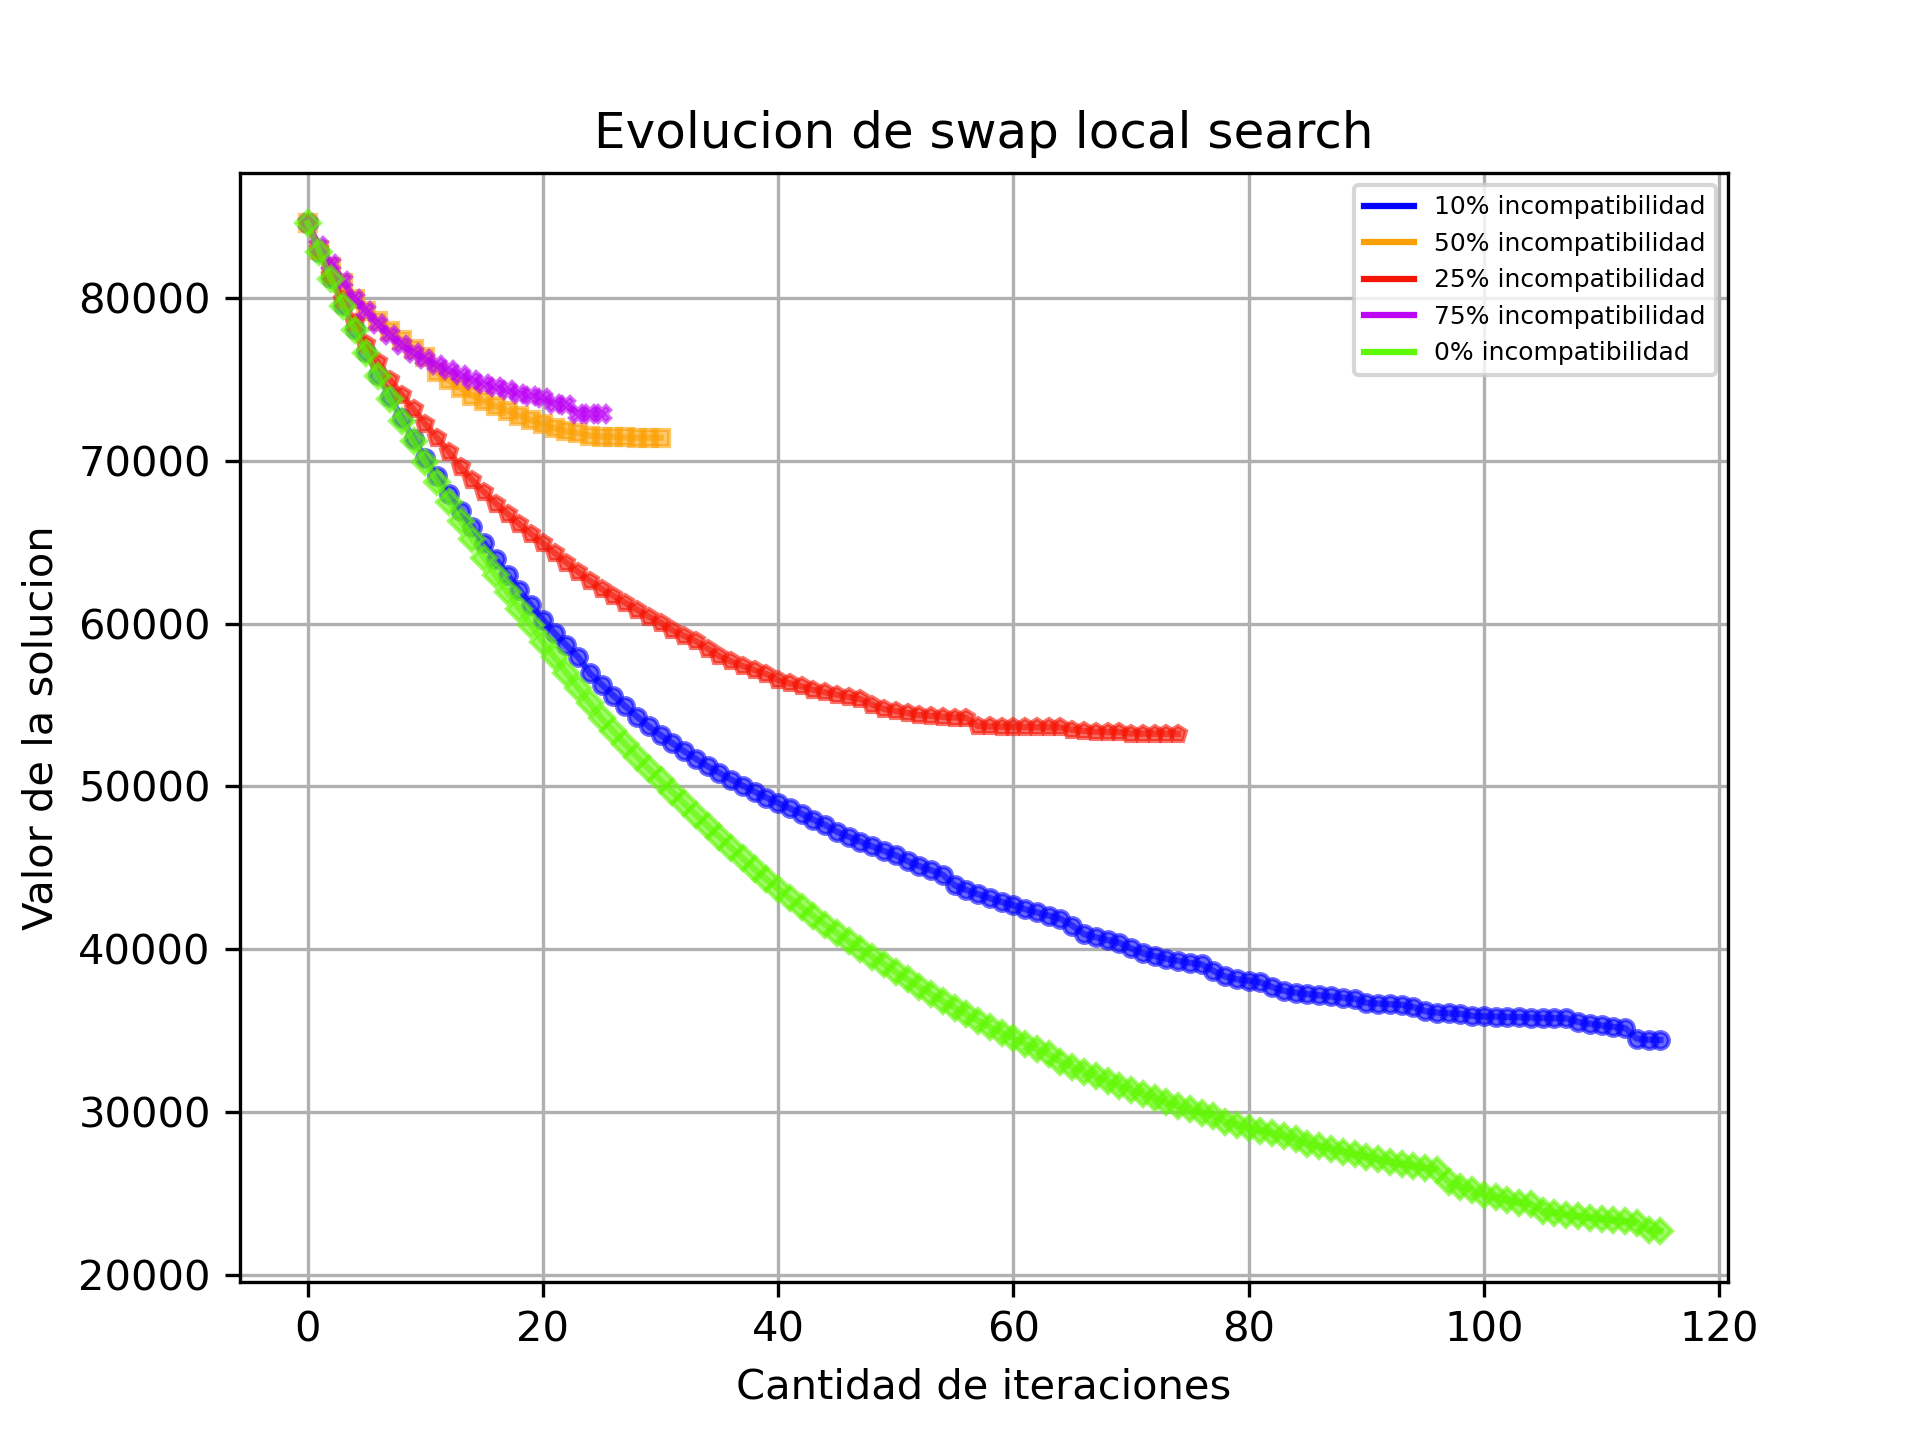 Evolucion de swap local search
10% incompatibilidad
50% incompatibilidad
25% incompatibilidad
75% incompatibilidad
0% incompatibilidad
Valor de la solucion
80000
70000
60000
50000
40000
30000
20000
0 20 40 60 80 100 120
Cantidad de iteraciones